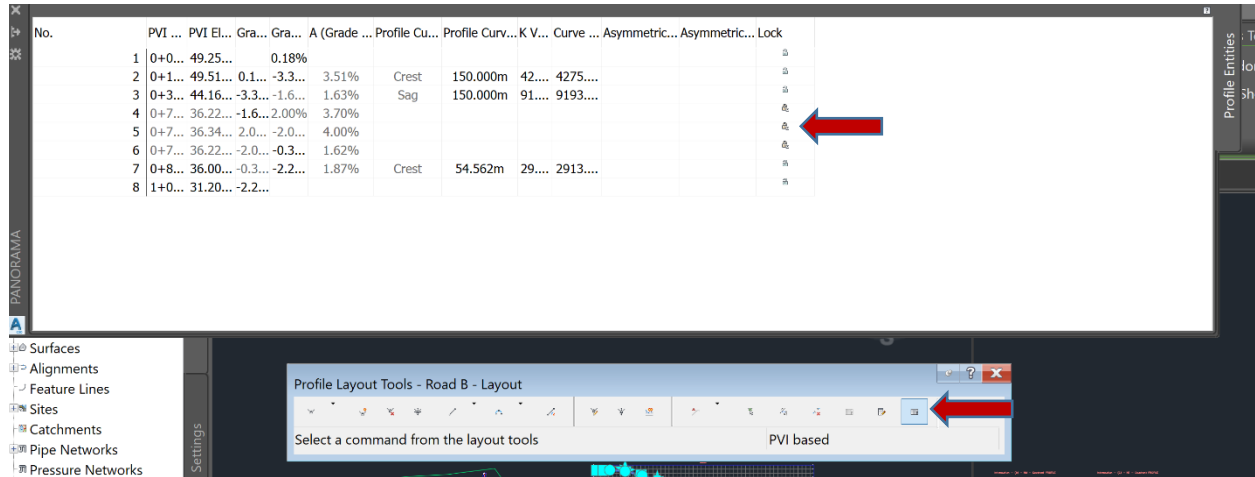 No. PVI ... PVI El... Gra... Gra... A (Grade ... Profile Cu... Profile Curv... K V... Curve ... Asymmetric... Asymmetric... Lock
1 0+0... 49.25... 0.18%
2 0+1... 49.51... 0.1... -3.3... 3.51% Crest 150.000m 42.... 4275....
3 0+3... 44.16... -3.3... -1.6... 1.63% Sag 150.000m 91.... 9193....
4 0+7... 36.22... -1.6... 2.00% 3.70%
5 0+7... 36.34... 2.0... -2.0... 4.00%
6 0+7... 36.22... -2.0... -0.3... 1.62%
7 0+8... 36.00... -0.3... -2.2... 1.87% Crest 54.562m 29.... 2913....
8 1+0... 31.20... -2.2...
PANORAMA
Profile Entities
Surfaces
Alignments
Feature Lines
Sites
Catchments
Pipe Networks
Pressure Networks
Settings
Profile Layout Tools - Road B - Layout
Select a command from the layout tools
PVI based